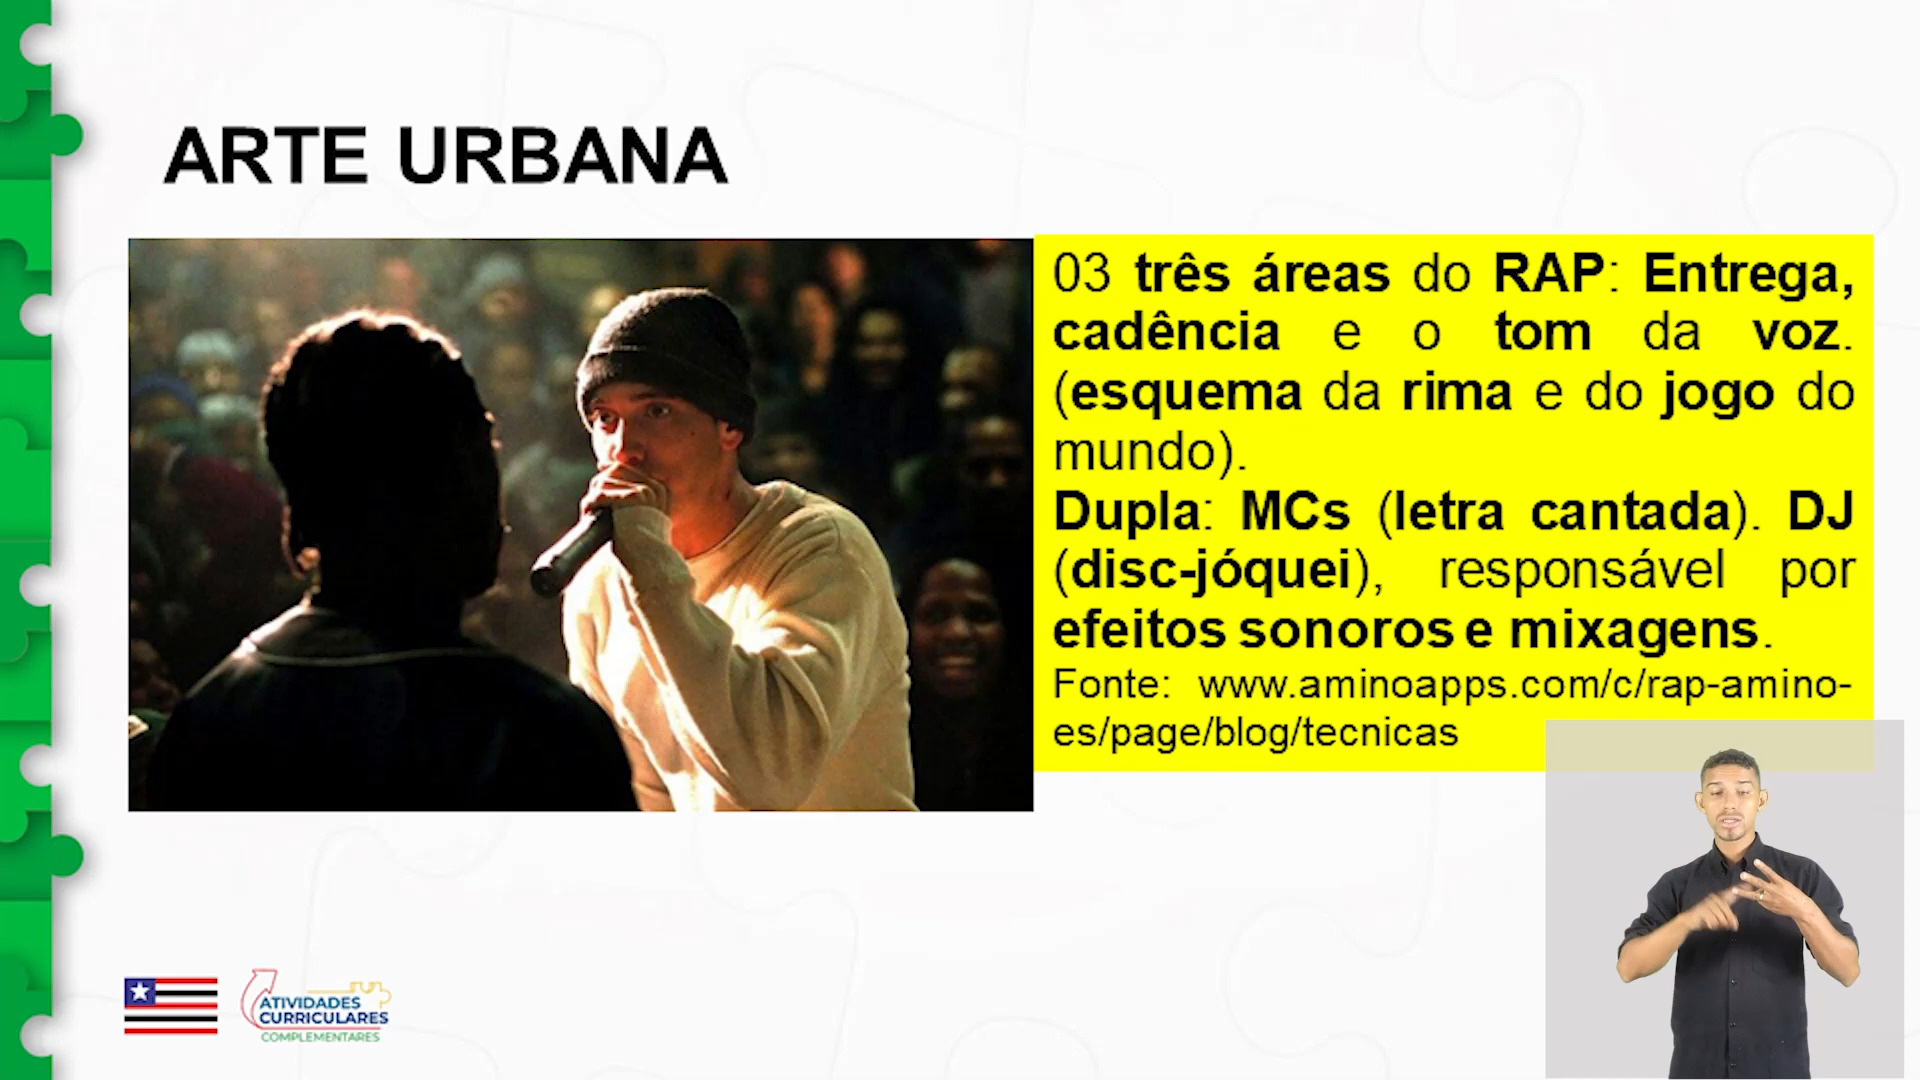 ARTE URBANA
03 três áreas do RAP: Entrega,
cadência e o tom da voz.
(esquema da rima e do jogo do
mundo).
Dupla: MCs (letra cantada). DJ
(disc-jóquei), responsável por
efeitos sonoros e mixagens.
Fonte: www.aminoapps.com/c/rap-amino-
es/page/blog/tecnicas
ATIVIDADES
CURRICULARES
COMPLEMENTARES